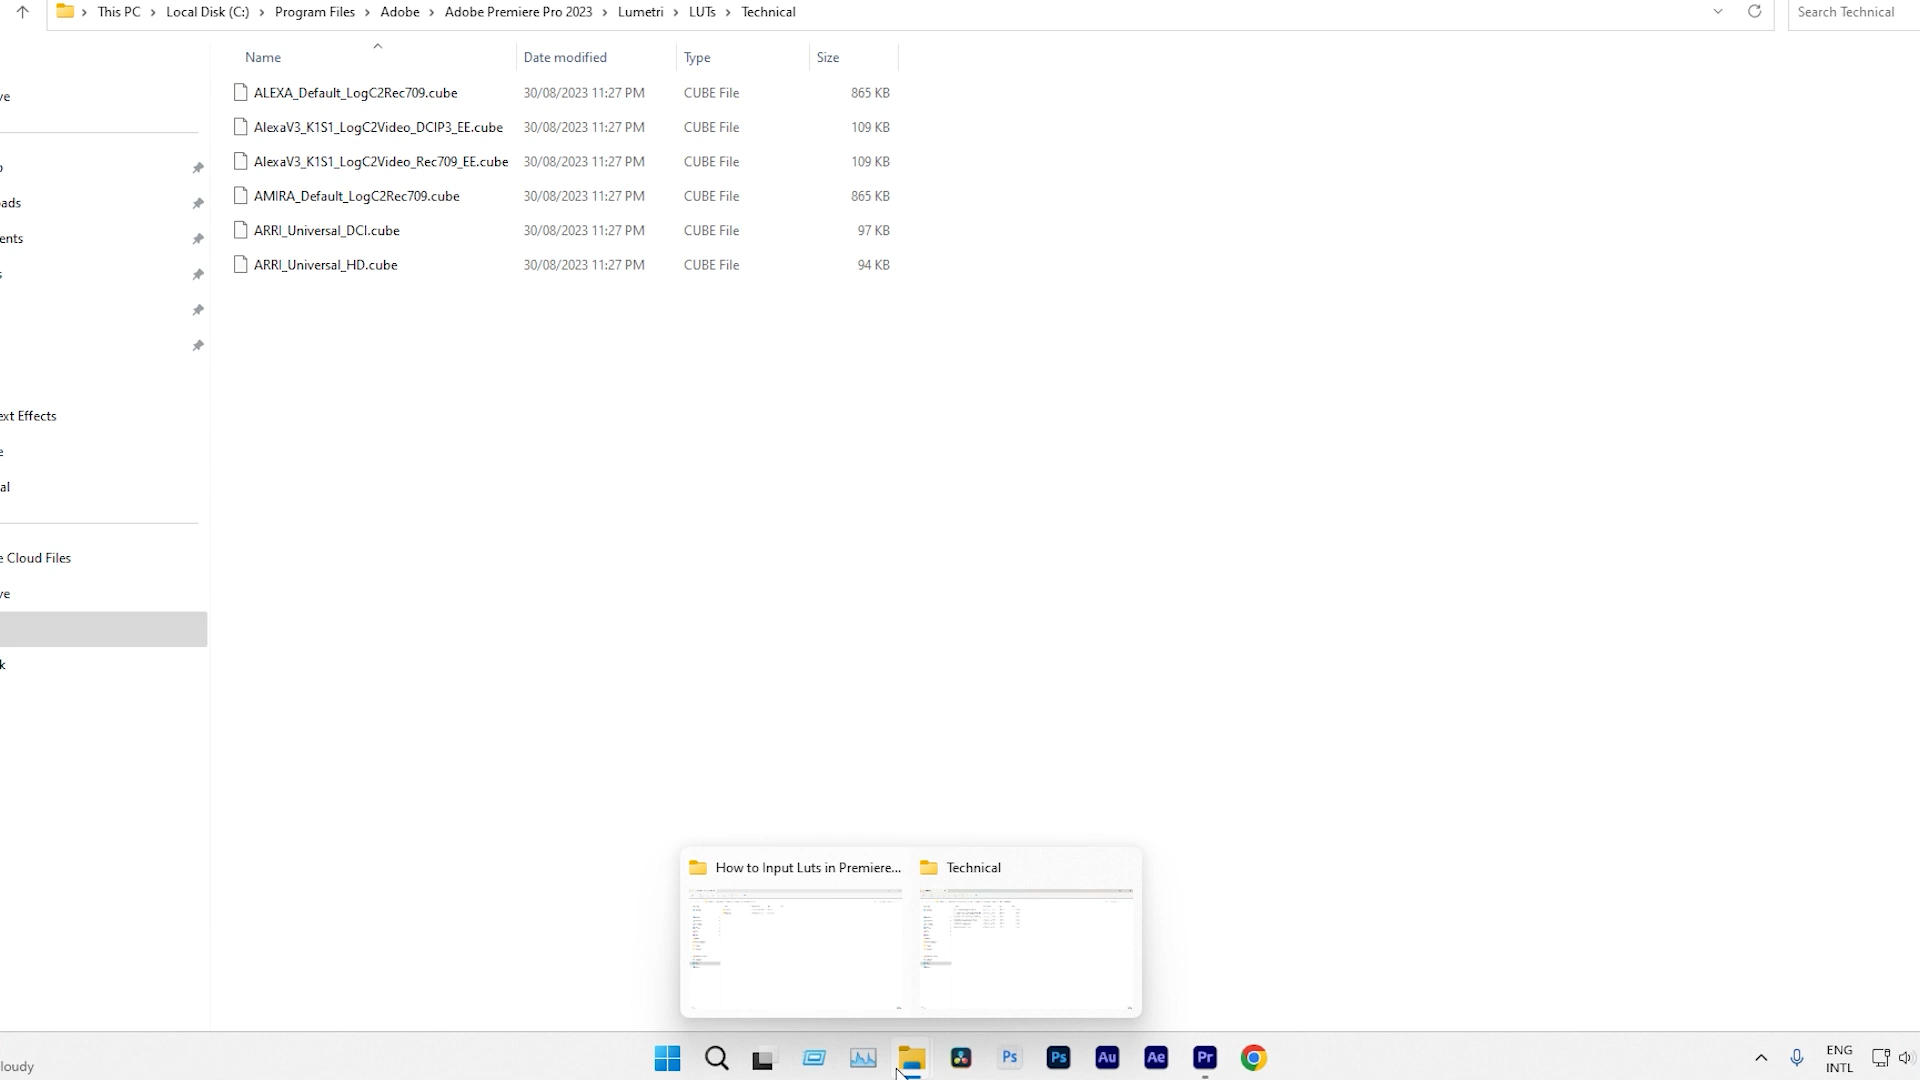 This PC > Local Disk (C:) > Program Files > Adobe > Adobe Premiere Pro 2023 > Lumetri > LUTs > Technical
Search Technical
Name Date modified Type Size
ALEXA_Default_LogC2Rec709.cube 30/08/2023 11:27 PM CUBE File 865 KB
AlexaV3_K1S1_LogC2Video_DCIP3_EE.cube 30/08/2023 11:27 PM CUBE File 109 KB
AlexaV3_K1S1_LogC2Video_Rec709_EE.cube 30/08/2023 11:27 PM CUBE File 109 KB
AMIRA_Default_LogC2Rec709.cube 30/08/2023 11:27 PM CUBE File 865 KB
ARRI_Universal_DCI.cube 30/08/2023 11:27 PM CUBE File 97 KB
ARRI_Universal_HD.cube 30/08/2023 11:27 PM CUBE File 94 KB
ve
ads
ents
s
ext Effects
e
al
e Cloud Files
ve
k
How to Input Luts in Premiere...
Technical
loudy
Ps
Ps
Au
Ae
Pr
ENG
INTL